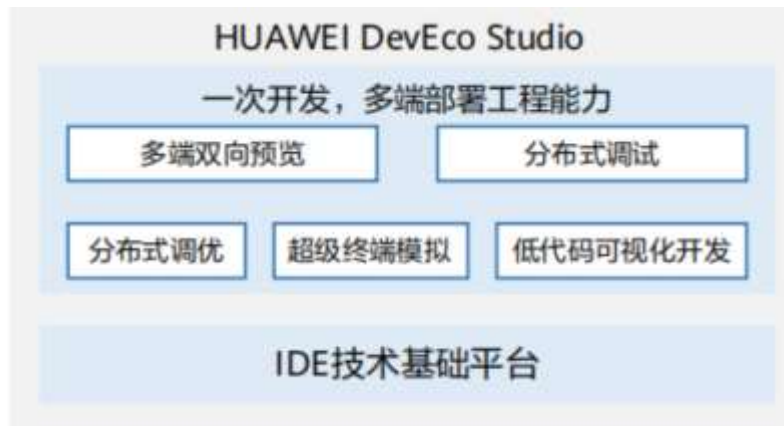 HUAWEI DevEco Studio
一次开发，多端部署工程能力
多端双向预览
分布式调试
分布式调优
超级终端模拟
低代码可视化开发
IDE技术基础平台